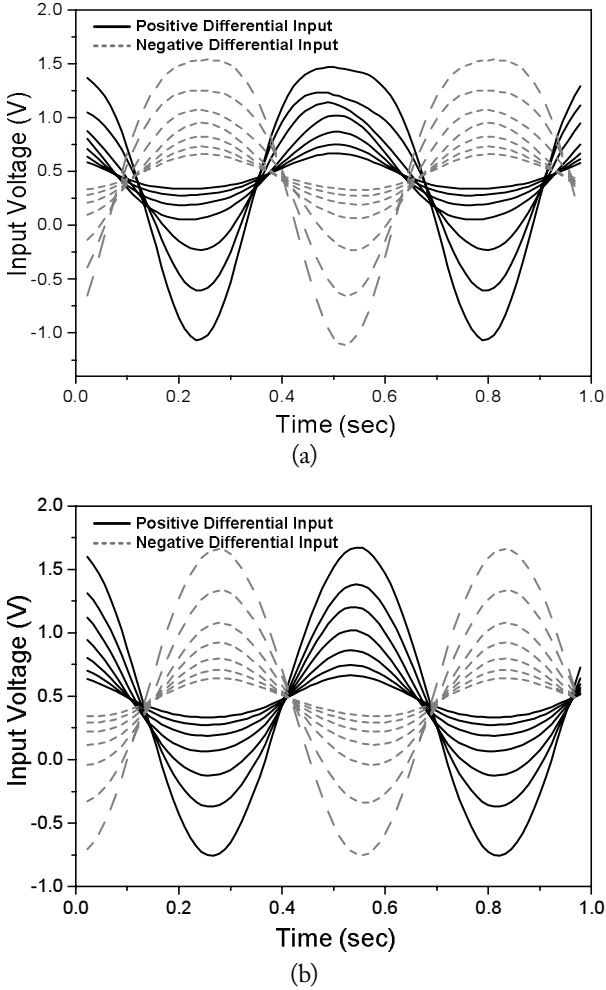 2.0
Positive Differential Input
Negative Differential Input
1.5
1.0
0.5
0.0
-0.5
-1.0
Input Voltage (V)
0.0 0.2 0.4 0.6 0.8 1.0
Time (sec)
(a)
2.0
Positive Differential Input
Negative Differential Input
1.5
1.0
0.5
0.0
-0.5
-1.0
Input Voltage (V)
0.0 0.2 0.4 0.6 0.8 1.0
Time (sec)
(b)